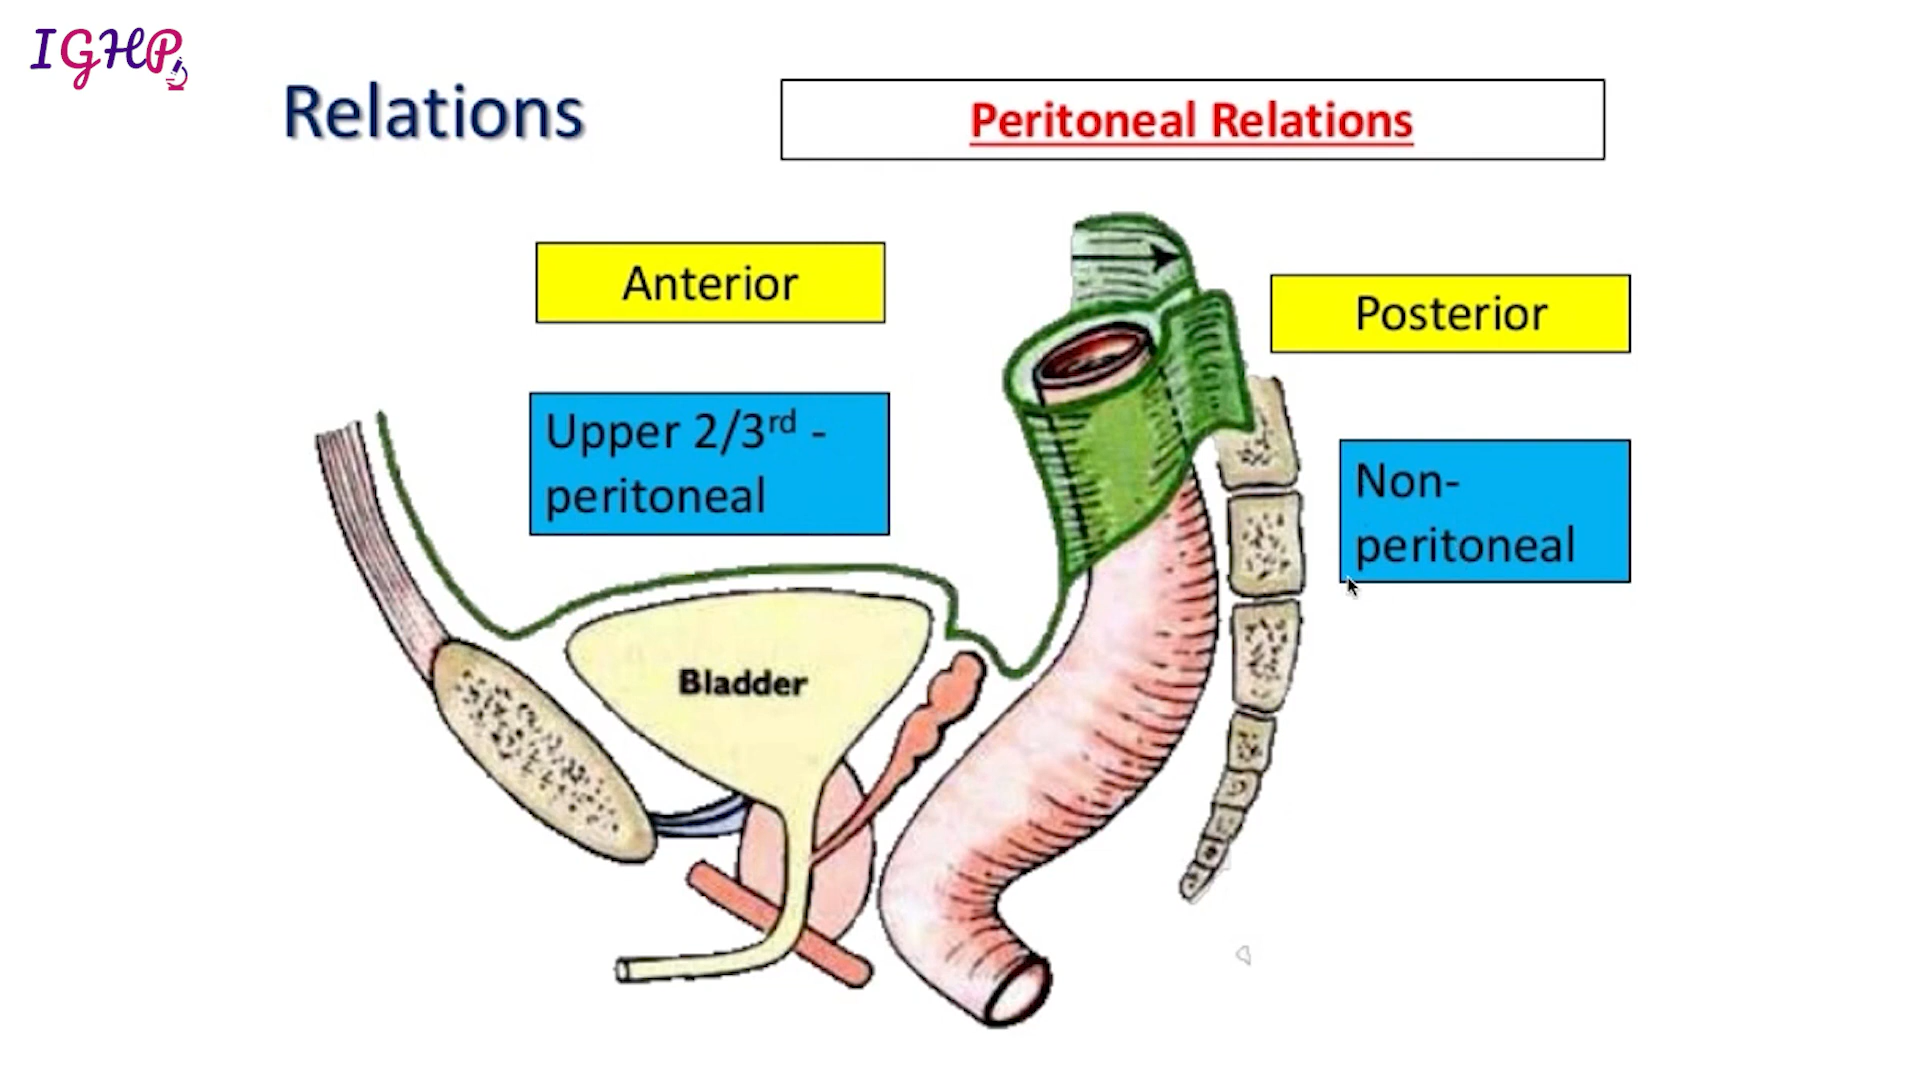 IGHP
Relations
Peritoneal Relations
Anterior
Posterior
Upper 2/3rd -
peritoneal
Non-
peritoneal
Bladder